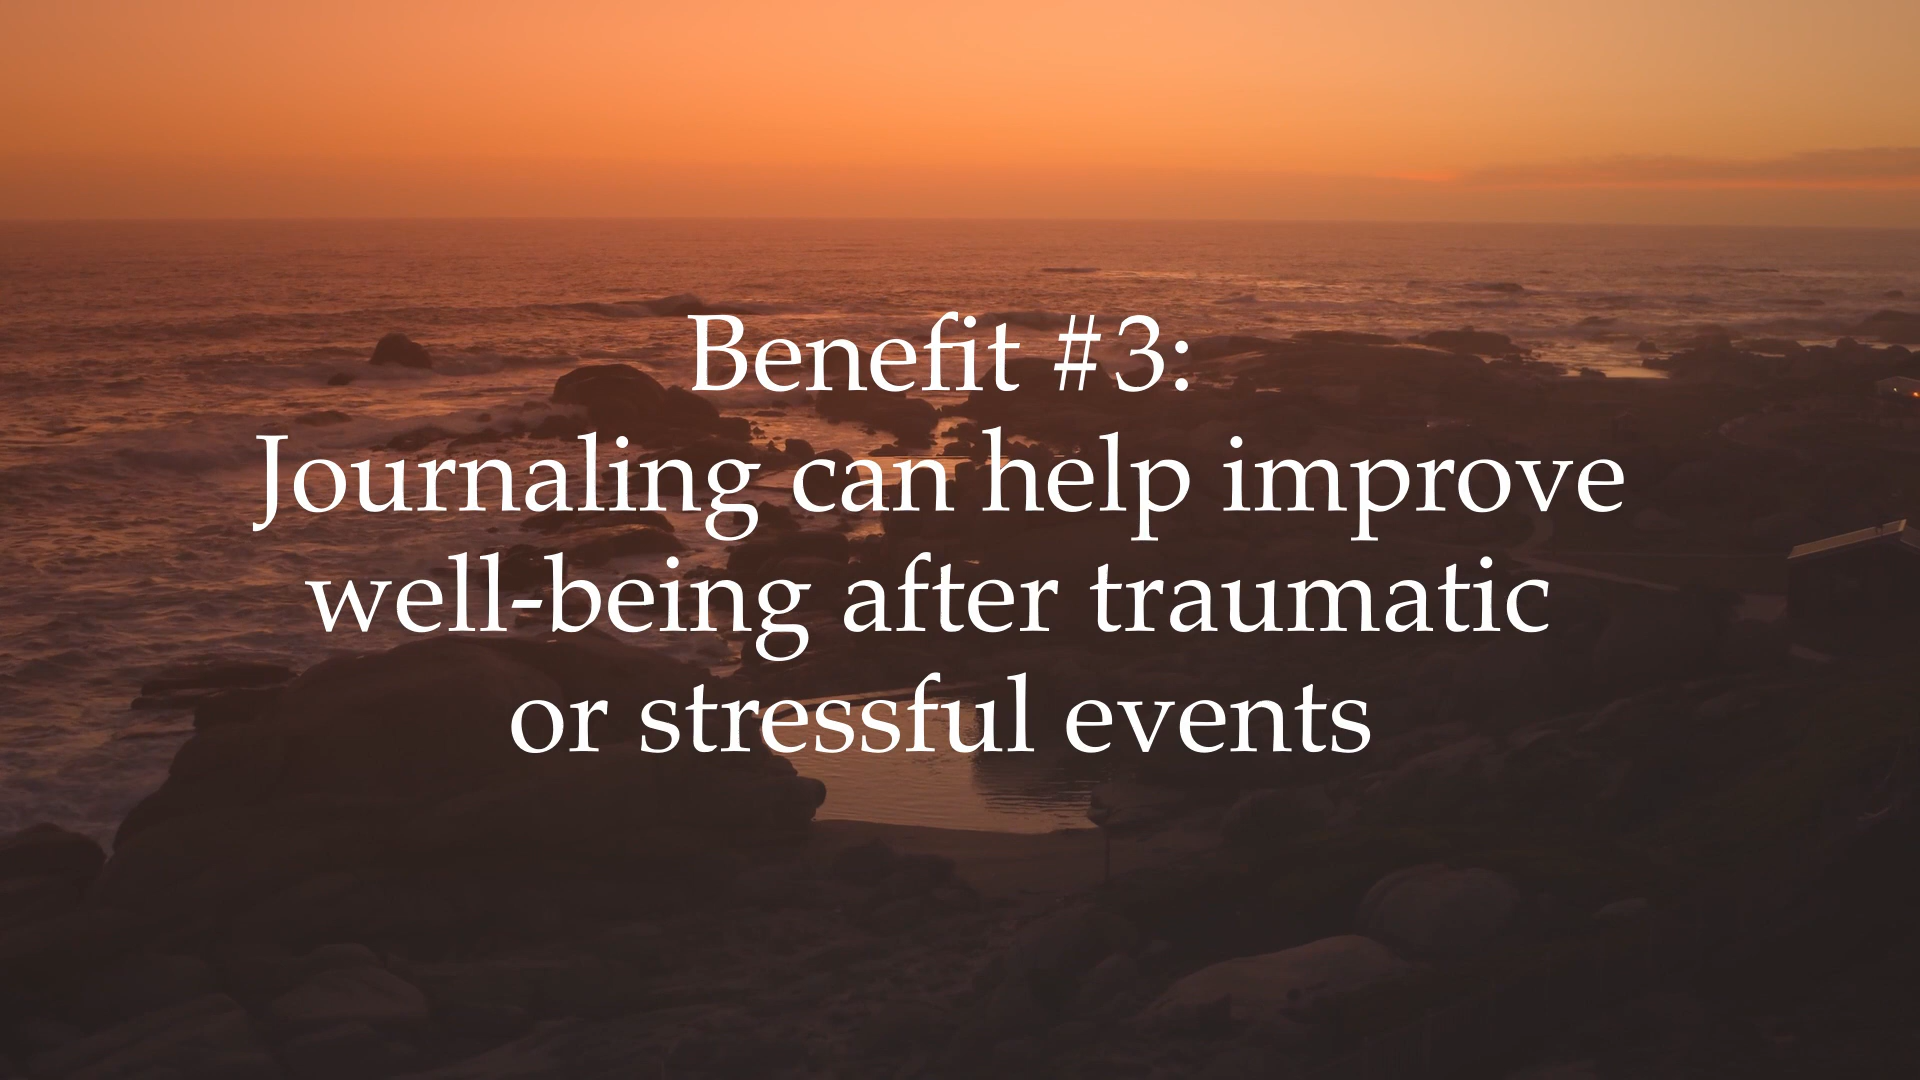 Benefit #3:
Journaling can help improve
well-being after traumatic
or stressful events